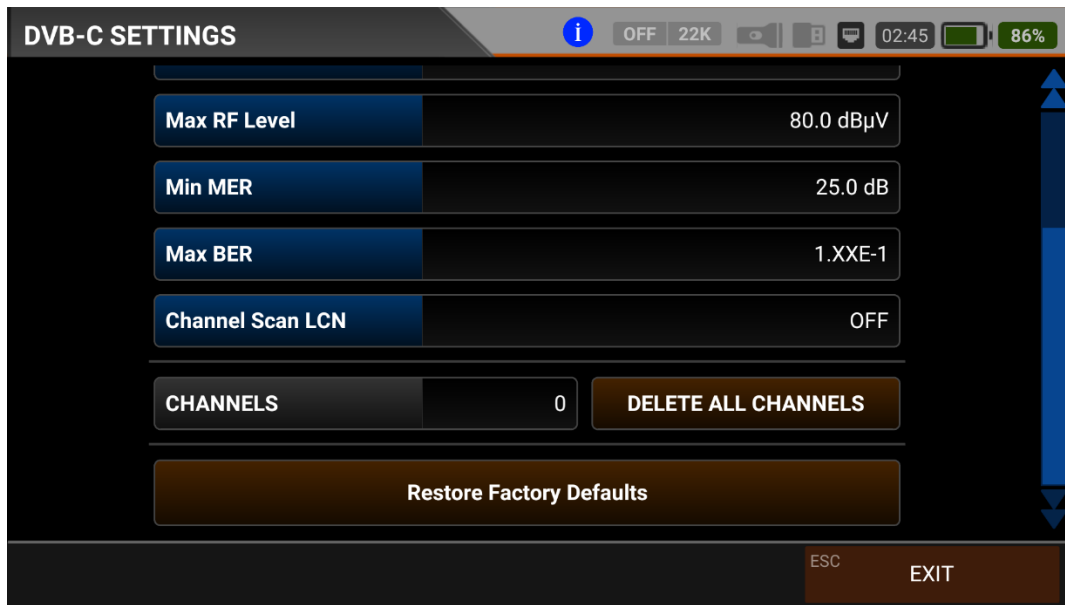 DVB-C SETTINGS
i
OFF 22K
02:45
86%
Max RF Level 80.0 dBµV
Min MER 25.0 dB
Max BER 1.XXE-1
Channel Scan LCN OFF
CHANNELS 0 DELETE ALL CHANNELS
Restore Factory Defaults
ESC EXIT